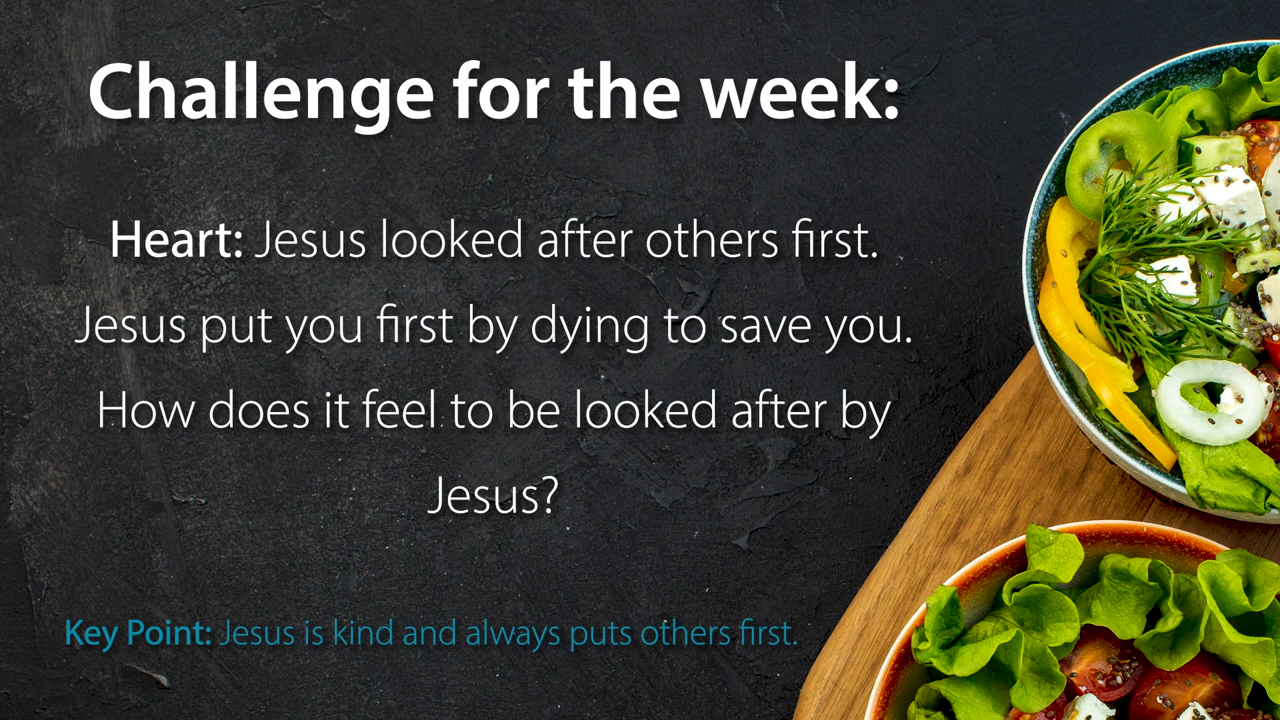 Challenge for the week:
Heart: Jesus looked after others first.
Jesus put you first by dying to save you.
How does it feel to be looked after by
Jesus?
Key Point: Jesus is kind and always puts others first.